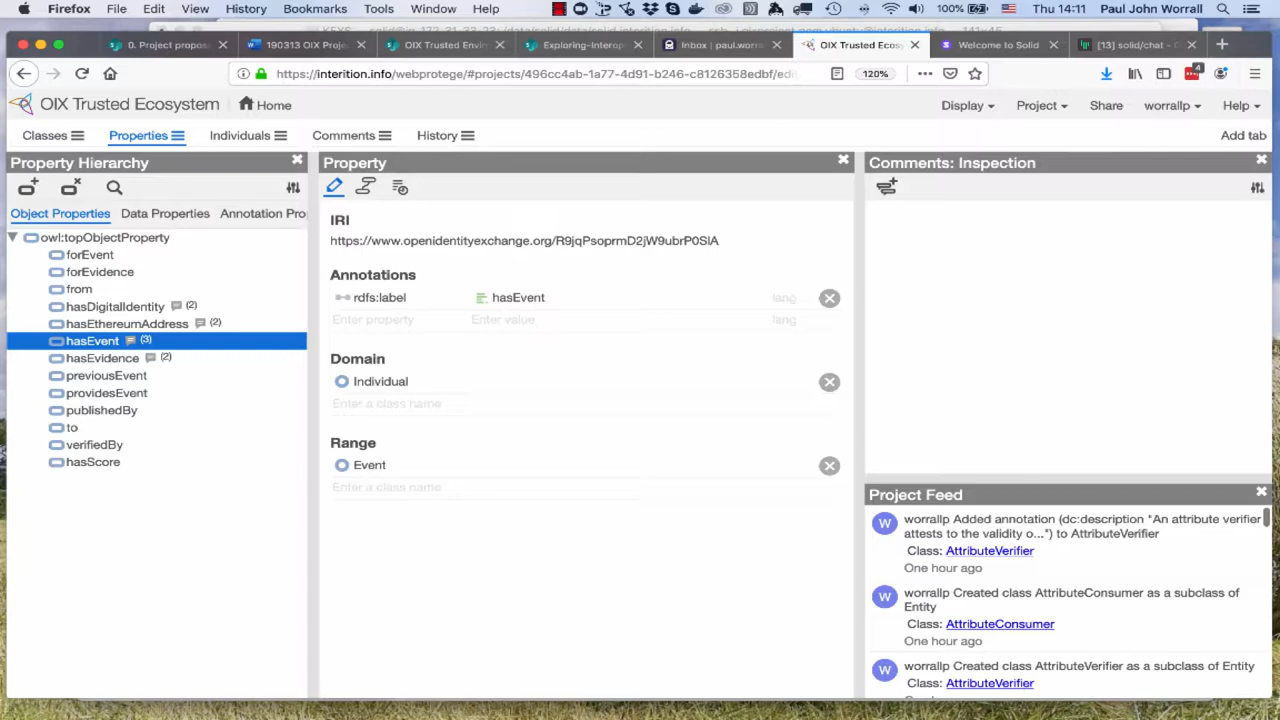 Firefox File Edit View History Bookmarks Tools Window Help 100% Thu 14:11 Paul John Worrall
0. Project propos
190313 OIX Proje
OIX Trusted Envi
Exploring-Interop
Inbox | paul.worra
OIX Trusted Ecosy
Welcome to Solid
[13] solid/chat – D
https://interition.info/webprotege/#projects/496cc4ab-1a77-4d91-b246-c8126358edbf/edi 120% 4
OIX Trusted Ecosystem Home Display Project Share worrallp Help
Classes Properties Individuals Comments History Add tab
Property Hierarchy
Object Properties Data Properties Annotation Pro
owl:topObjectProperty
forEvent
forEvidence
from
hasDigitalIdentity (2)
hasEthereumAddress (2)
hasEvent (3)
hasEvidence (2)
previousEvent
providesEvent
publishedBy
to
verifiedBy
hasScore
Property
IRI
https://www.openidentityexchange.org/R9jqPsoprmD2jW9ubrP0SlA
Annotations
rdfs:label hasEvent lang
Enter property Enter value lang
Domain
Individual
Enter a class name
Range
Event
Enter a class name
Comments: Inspection
Project Feed
W worrallp Added annotation (dc:description "An attribute verifier
attests to the validity o...") to AttributeVerifier
Class: AttributeVerifier
One hour ago
W worrallp Created class AttributeConsumer as a subclass of
Entity
Class: AttributeConsumer
One hour ago
W worrallp Created class AttributeVerifier as a subclass of Entity
Class: AttributeVerifier